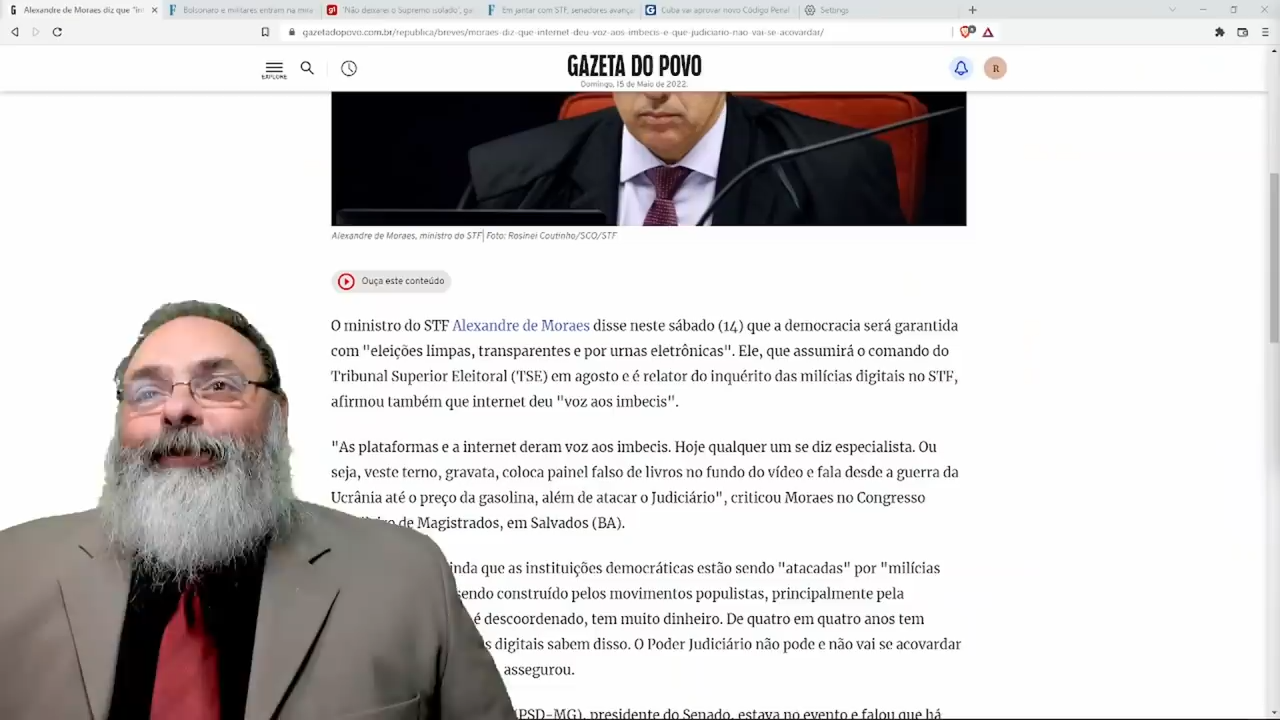 Alexandre de Moraes diz que "in
Bolsonaro e militares entram na mira
"Não deixarei o Supremo isolado", ga
Em jantar com STF, senadores avança
Cuba vai aprovar novo Código Penal
Settings
gazetadopovo.com.br/republica/breves/moraes-diz-que-internet-deu-voz-aos-imbecis-e-que-judiciario-nao-vai-se-acovardar/
EXPLORE
GAZETA DO POVO
R
Domingo, 15 de Maio de 2022.
Alexandre de Moraes, ministro do STF| Foto: Rosinei Coutinho/SCO/STF
Ouça este conteúdo
O ministro do STF Alexandre de Moraes disse neste sábado (14) que a democracia será garantida
com "eleições limpas, transparentes e por urnas eletrônicas". Ele, que assumirá o comando do
Tribunal Superior Eleitoral (TSE) em agosto e é relator do inquérito das milícias digitais no STF,
afirmou também que internet deu "voz aos imbecis".
"As plataformas e a internet deram voz aos imbecis. Hoje qualquer um se diz especialista. Ou
seja, veste terno, gravata, coloca painel falso de livros no fundo do vídeo e fala desde a guerra da
Ucrânia até o preço da gasolina, além de atacar o Judiciário", criticou Moraes no Congresso
de Magistrados, em Salvados (BA).
inda que as instituições democráticas estão sendo "atacadas" por "milícias
sendo construído pelos movimentos populistas, principalmente pela
é descoordenado, tem muito dinheiro. De quatro em quatro anos tem
s digitais sabem disso. O Poder Judiciário não pode e não vai se acovardar
assegurou.
(PSD-MG), presidente do Senado, estava no evento e falou que há